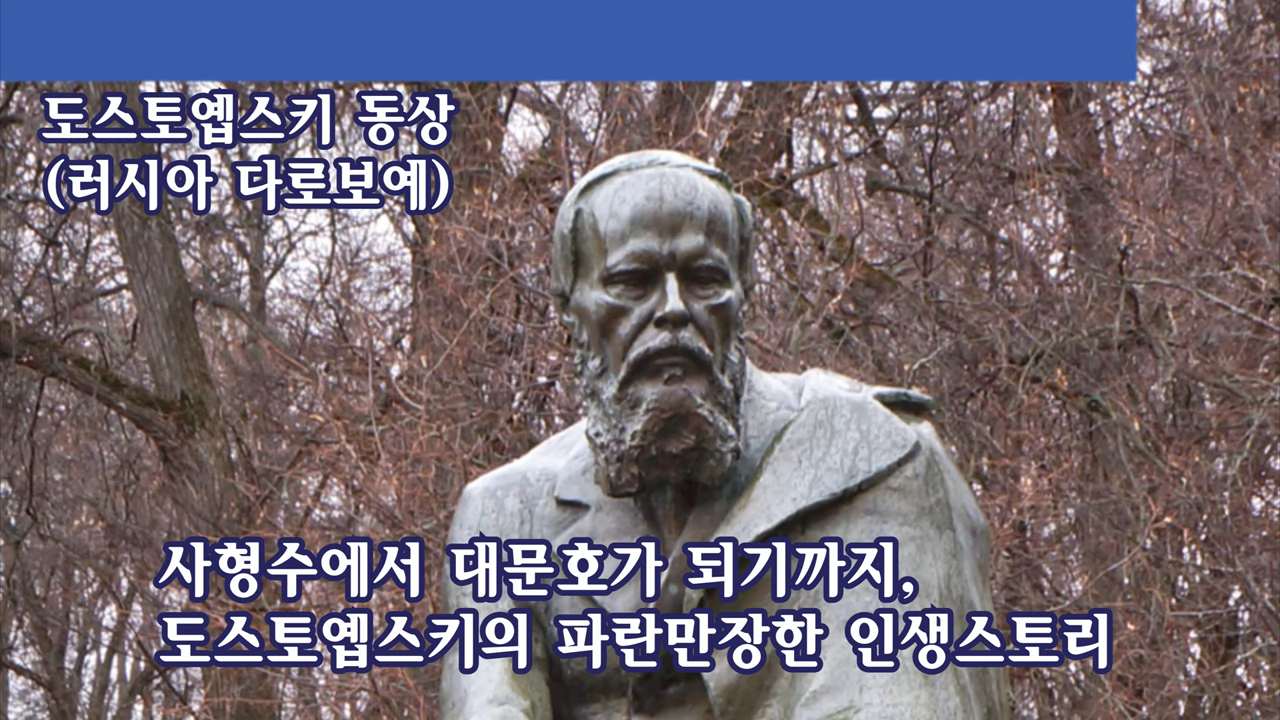 도스토옙스키 동상
(러시아 다로보예)
사형수에서 대문호가 되기까지,
도스토옙스키의 파란만장한 인생스토리